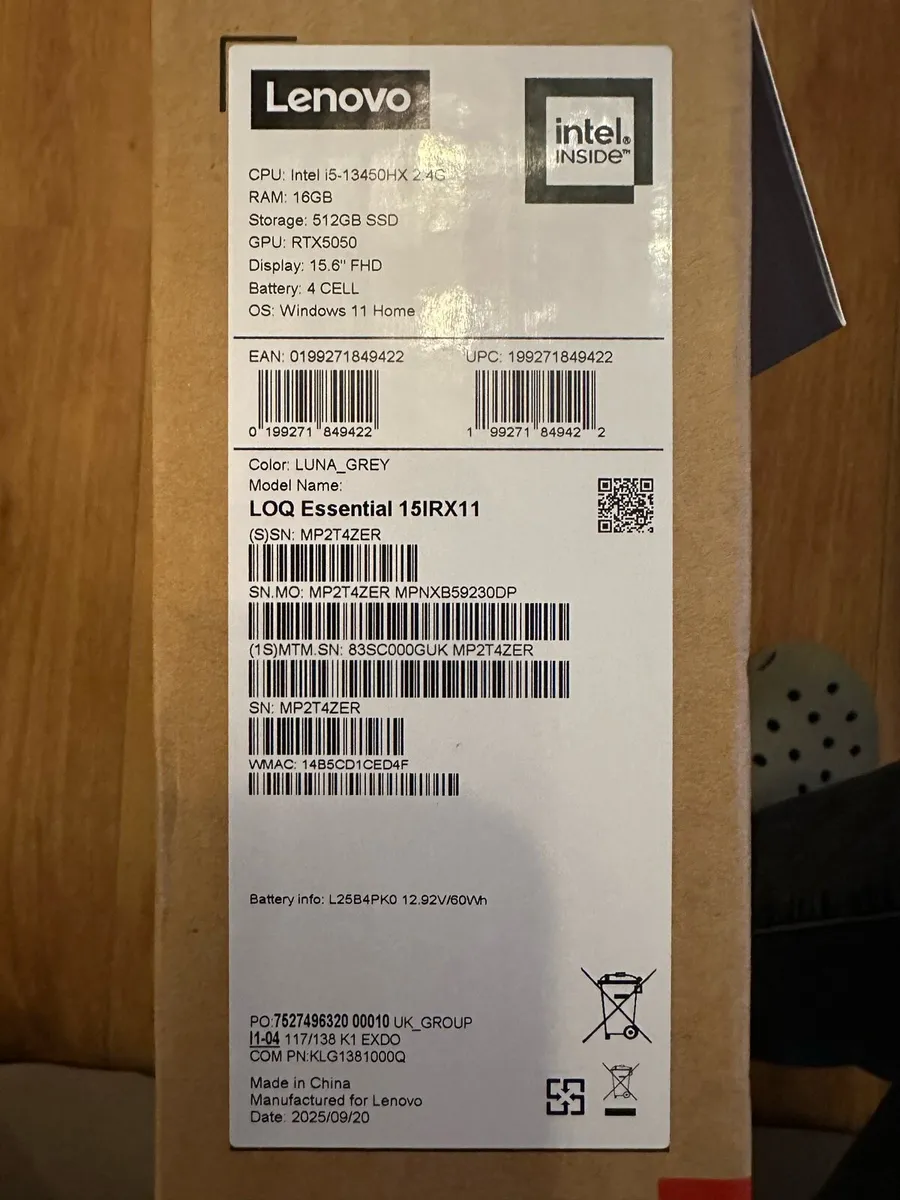 Lenovo
intel®
INSIDE™
CPU: Intel i5-13450HX 2.4G
RAM: 16GB
Storage: 512GB SSD
GPU: RTX5050
Display: 15.6" FHD
Battery: 4 CELL
OS: Windows 11 Home
EAN: 0199271849422 UPC: 199271849422
0 199271 849422 1 99271 84942 2
Color: LUNA_GREY
Model Name:
LOQ Essential 15IRX11
(S)SN: MP2T4ZER
SN.MO: MP2T4ZER MPNXB59230DP
(1S)MTM.SN: 83SC000GUK MP2T4ZER
SN: MP2T4ZER
WMAC: 14B5CD1CED4F
Battery info: L25B4PK0 12.92V/60Wh
PO:7527496320 00010 UK_GROUP
I1-04 117/138 K1 EXDO
COM PN:KLG1381000Q
Made in China
Manufactured for Lenovo
Date: 2025/09/20